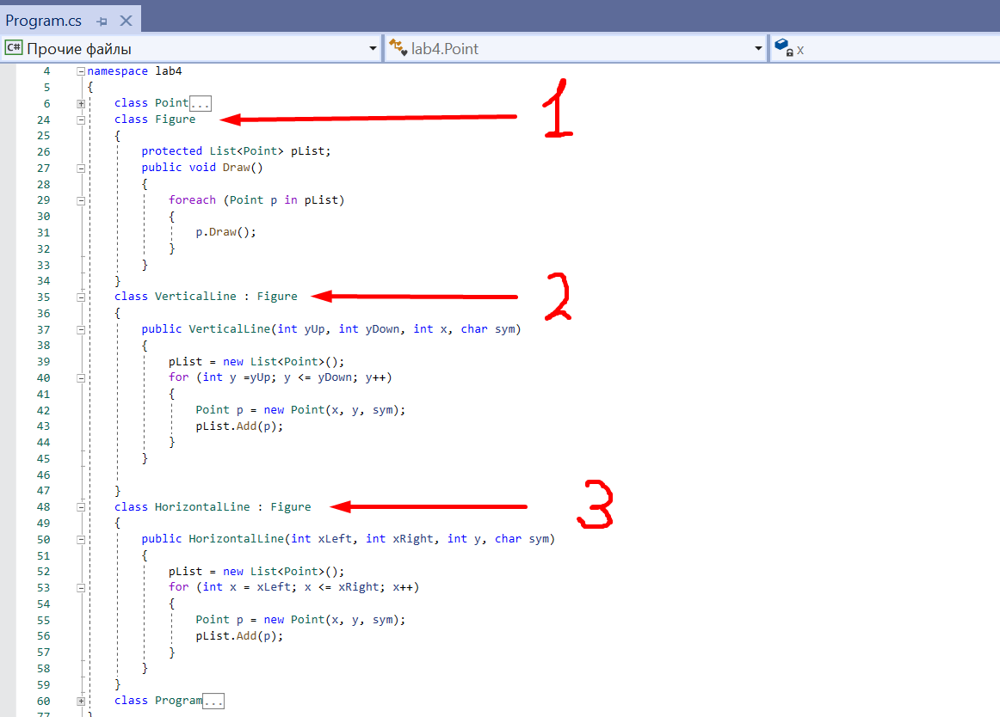 Program.cs
C# Прочие файлы lab4.Point x
4 namespace lab4
5 {
6 class Point...
24 class Figure 1
25 {
26 protected List<Point> pList;
27 public void Draw()
28 {
29 foreach (Point p in pList)
30 {
31 p.Draw();
32 }
33 }
34 }
35 class VerticalLine : Figure 2
36 {
37 public VerticalLine(int yUp, int yDown, int x, char sym)
38 {
39 pList = new List<Point>();
40 for (int y =yUp; y <= yDown; y++)
41 {
42 Point p = new Point(x, y, sym);
43 pList.Add(p);
44 }
45 }
46
47 }
48 class HorizontalLine : Figure 3
49 {
50 public HorizontalLine(int xLeft, int xRight, int y, char sym)
51 {
52 pList = new List<Point>();
53 for (int x = xLeft; x <= xRight; x++)
54 {
55 Point p = new Point(x, y, sym);
56 pList.Add(p);
57 }
58 }
59 }
60 class Program...
77 }